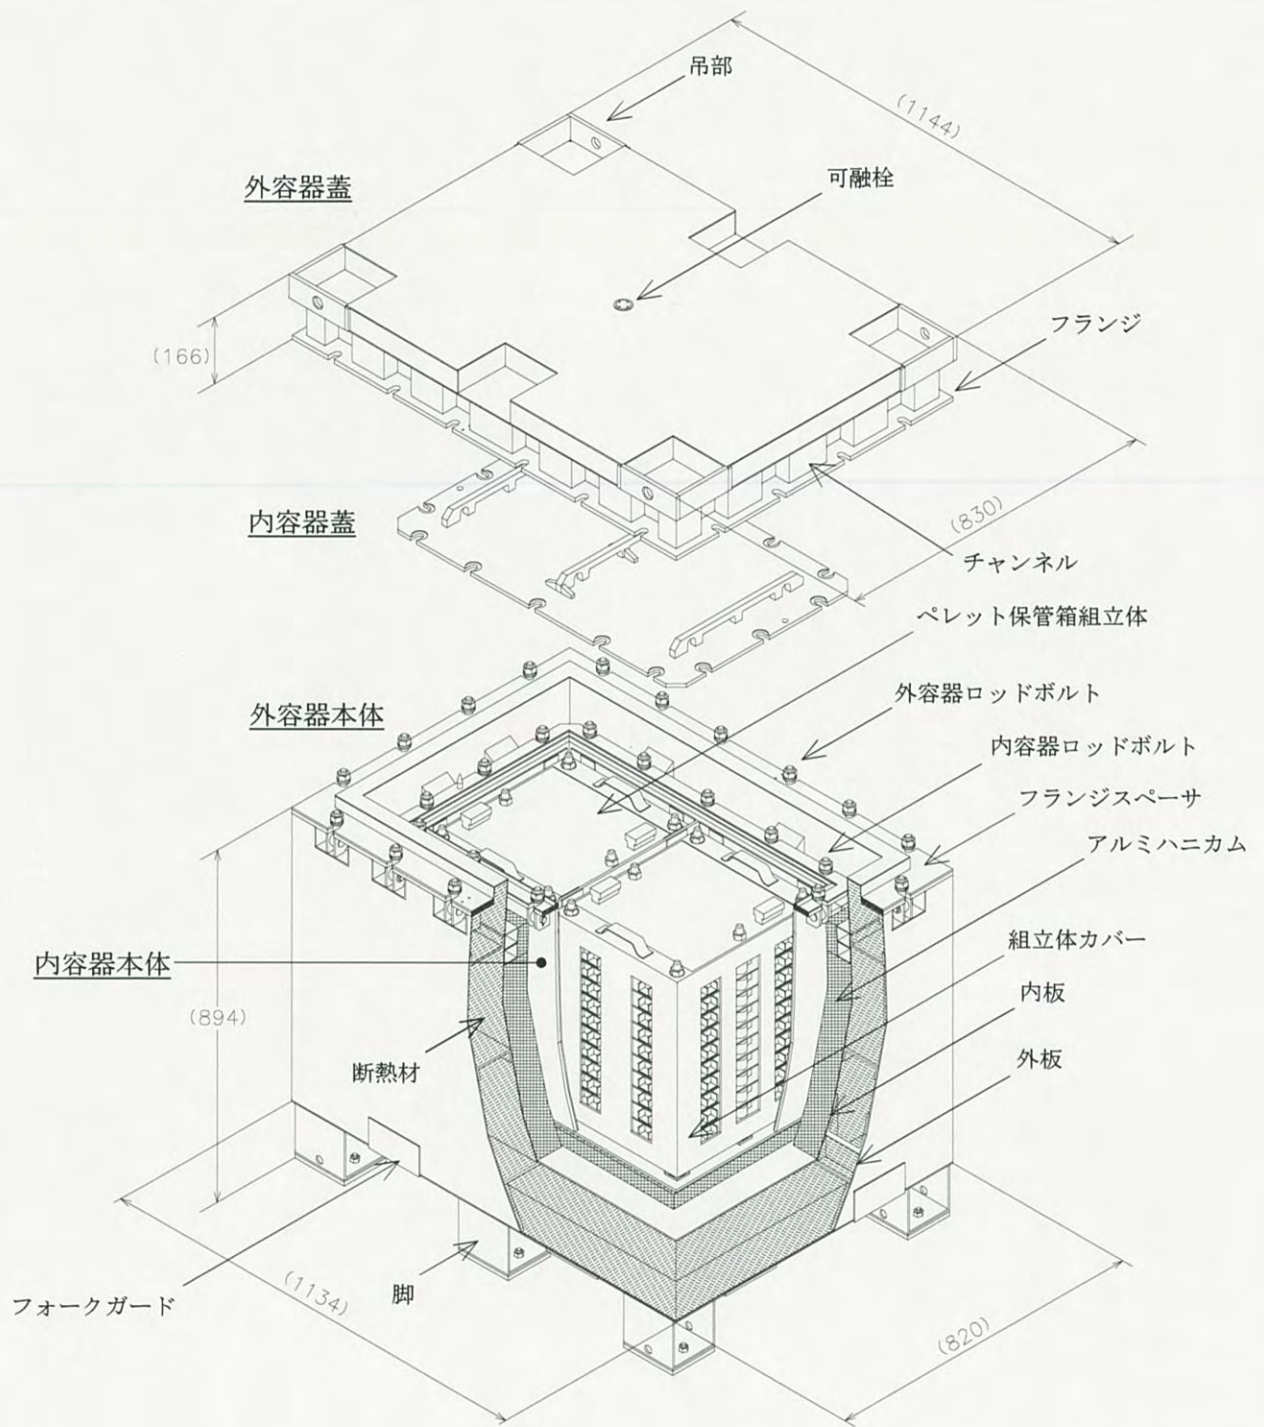 吊部
(1144)
可融栓
外容器蓋
フランジ
(166)
(830)
内容器蓋
チャンネル
ペレット保管箱組立体
外容器ロッドボルト
外容器本体
内容器ロッドボルト
フランジスペーサ
アルミハニカム
組立体カバー
内容器本体
内板
(894)
外板
断熱材
(1134)
脚
フォークガード
(820)